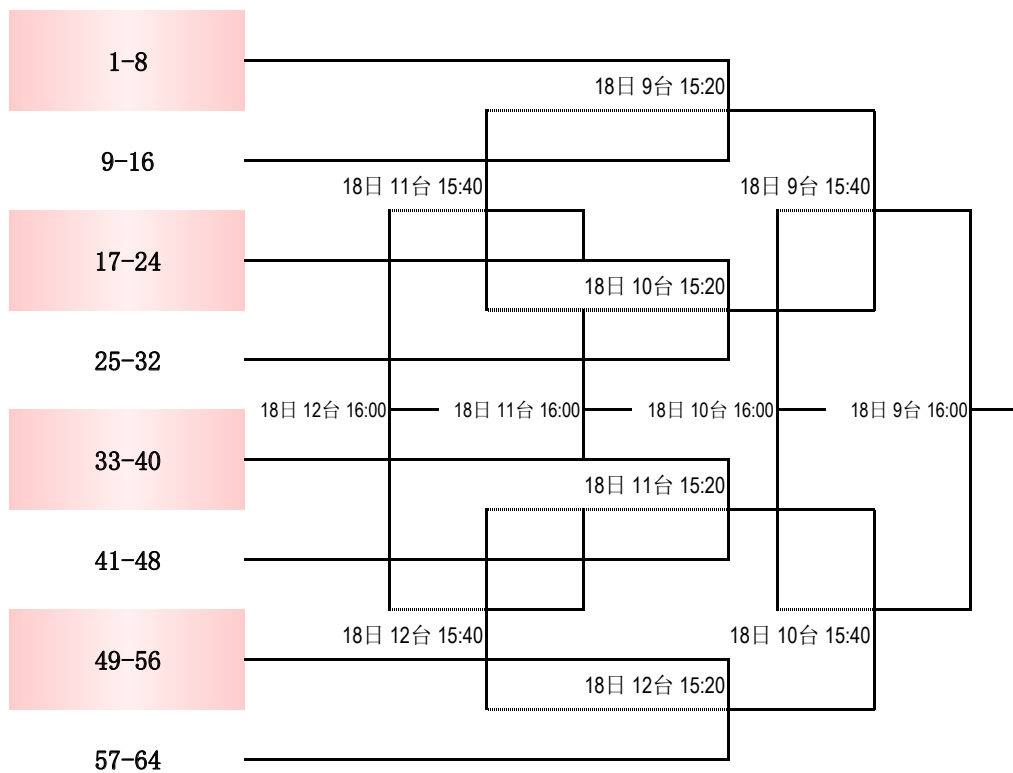 1-8
18日 9台 15:20
9-16
18日 11台 15:40
18日 9台 15:40
17-24
18日 10台 15:20
25-32
18日 12台 16:00
18日 11台 16:00
18日 10台 16:00
18日 9台 16:00
33-40
18日 11台 15:20
41-48
18日 12台 15:40
18日 10台 15:40
49-56
18日 12台 15:20
57-64